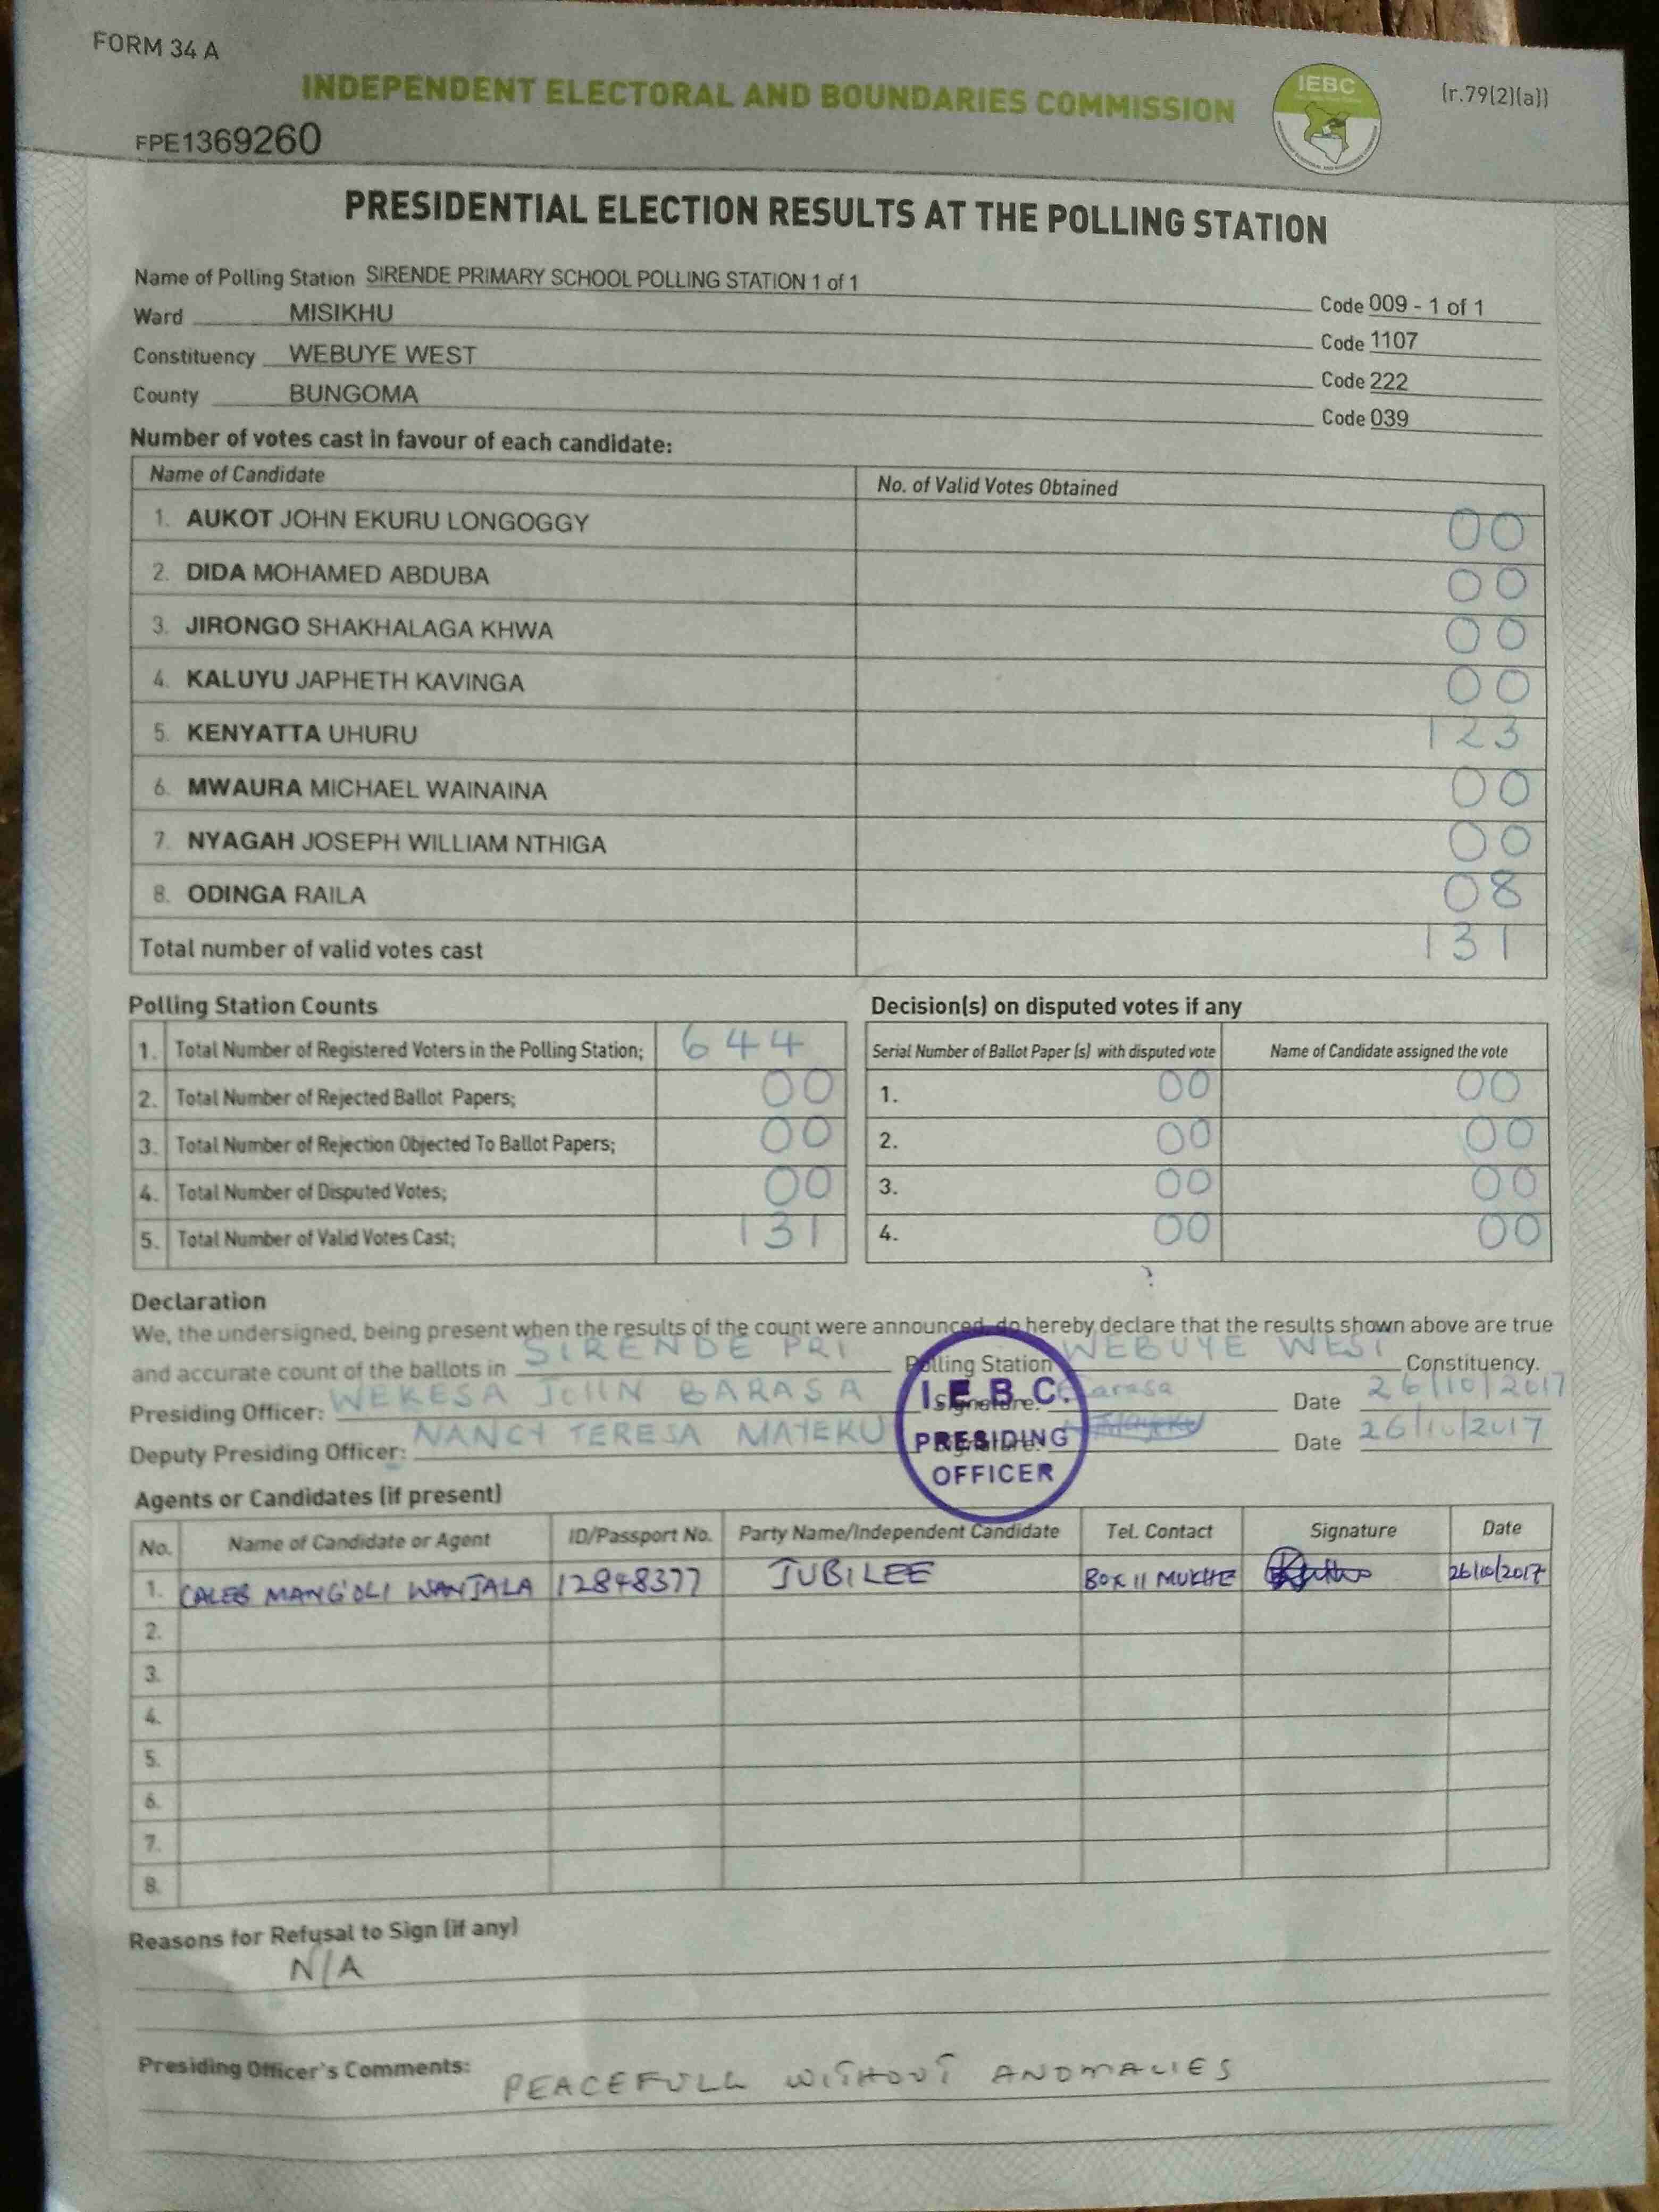 FORM 34 A
INDEPENDENT ELECTORAL AND BOUNDARIES COMMISSION
IEBC
(r.79(2)(a))
FPE1369260
PRESIDENTIAL ELECTION RESULTS AT THE POLLING STATION
Name of Polling Station SIRENDE PRIMARY SCHOOL POLLING STATION 1 of 1 Code 009 - 1 of 1
Ward MISIKHU Code 1107
Constituency WEBUYE WEST Code 222
County BUNGOMA Code 039
Number of votes cast in favour of each candidate:
Name of Candidate No. of Valid Votes Obtained
1. AUKOT JOHN EKURU LONGOGGY 00
2. DIDA MOHAMED ABDUBA 00
3. JIRONGO SHAKHALAGA KHWA 00
4. KALUYU JAPHETH KAVINGA 00
5. KENYATTA UHURU 123
6. MWAURA MICHAEL WAINAINA 00
7. NYAGAH JOSEPH WILLIAM NTHIGA 00
8. ODINGA RAILA 08
Total number of valid votes cast 131
Polling Station Counts
1. Total Number of Registered Voters in the Polling Station; 644
2. Total Number of Rejected Ballot Papers; 00
3. Total Number of Rejection Objected To Ballot Papers; 00
4. Total Number of Disputed Votes; 00
5. Total Number of Valid Votes Cast; 131
Decision(s) on disputed votes if any
Serial Number of Ballot Paper (s) with disputed vote Name of Candidate assigned the vote
1. 00 00
2. 00 00
3. 00 00
4. 00 00
Declaration
We, the undersigned, being present when the results of the count were announced, do hereby declare that the results shown above are true
and accurate count of the ballots in SIRENDE PRI Polling Station WEBUYE WEST Constituency.
Presiding Officer: WEKESA JOHN BARASA Signature: Barasa Date 26/10/2017
Deputy Presiding Officer: NANCY TERESA MAYEKU Signature: Mayeku Date 26/10/2017
I.E.B.C.
PRESIDING
OFFICER
Agents or Candidates (if present)
No. Name of Candidate or Agent ID/Passport No. Party Name/Independent Candidate Tel. Contact Signature Date
1. CALEB MANG'OLI WANJALA 12848377 JUBILEE BOX 11 MUKHE 26/10/2017
2.
3.
4.
5.
6.
7.
8.
Reasons for Refusal to Sign (if any)
N/A
Presiding Officer's Comments: PEACEFULL WITHOUT ANOMALIES